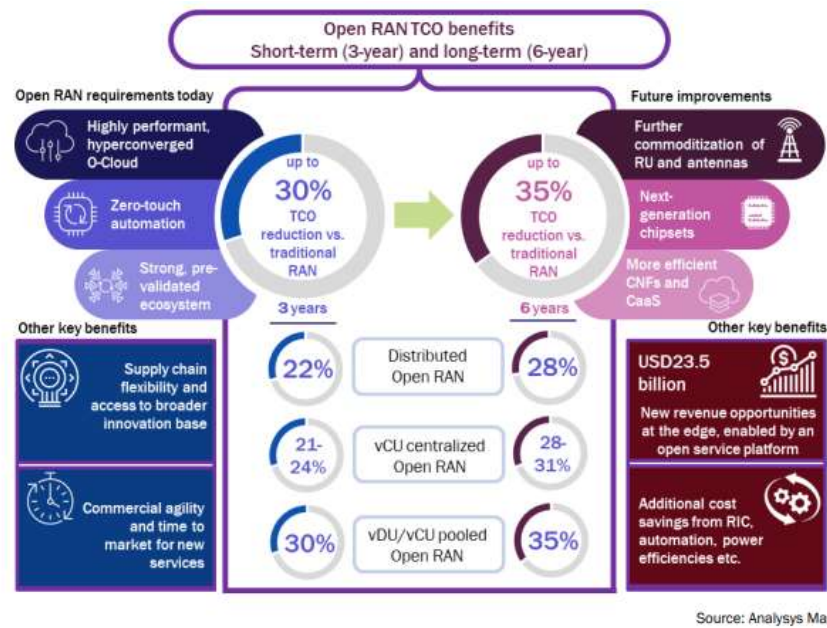 Open RAN TCO benefits
Short-term (3-year) and long-term (6-year)
Open RAN requirements today
Highly performant,
hyperconverged
O-Cloud
Zero-touch
automation
Strong, pre-
validated
ecosystem
up to
30%
TCO
reduction vs.
traditional
RAN
3 years
up to
35%
TCO
reduction vs.
traditional
RAN
6 years
Future improvements
Further
commoditization of
RU and antennas
Next-
generation
chipsets
More efficient
CNFs and
CaaS
Other key benefits
Supply chain
flexibility and
access to broader
innovation base
Commercial agility
and time to
market for new
services
22%
Distributed
Open RAN
28%
21-
24%
vCU centralized
Open RAN
28-
31%
30%
vDU/vCU pooled
Open RAN
35%
Other key benefits
USD23.5
billion
New revenue opportunities
at the edge, enabled by an
open service platform
Additional cost
savings from RIC,
automation, power
efficiencies etc.
Source: Analysys Ma